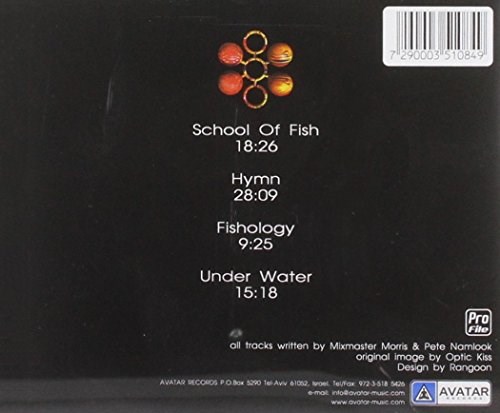 7 290003 510849
School Of Fish
18:26
Hymn
28:09
Fishology
9:25
Under Water
15:18
Pro
File
all tracks written by Mixmaster Morris & Pete Namlook
original image by Optic Kiss
Design by Rangoon
AVATAR RECORDS P.O.Box 5290 Tel-Aviv 61052, Israel. Tel/Fax: 972-3-518 5426
e-mail: info@avatar-music.com
www.avatar-music.com
AVATAR
RECORDS